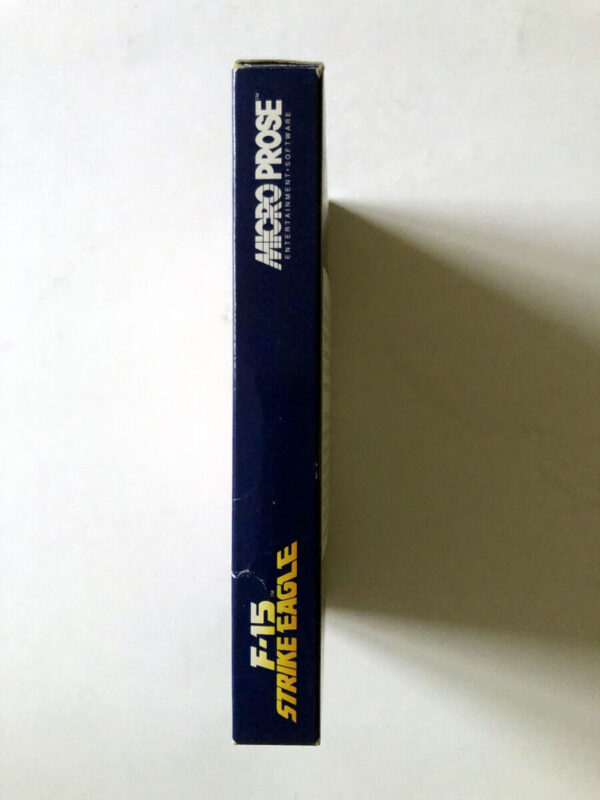 F-15™
STRIKE EAGLE
MICRO PROSE™
ENTERTAINMENT • SOFTWARE